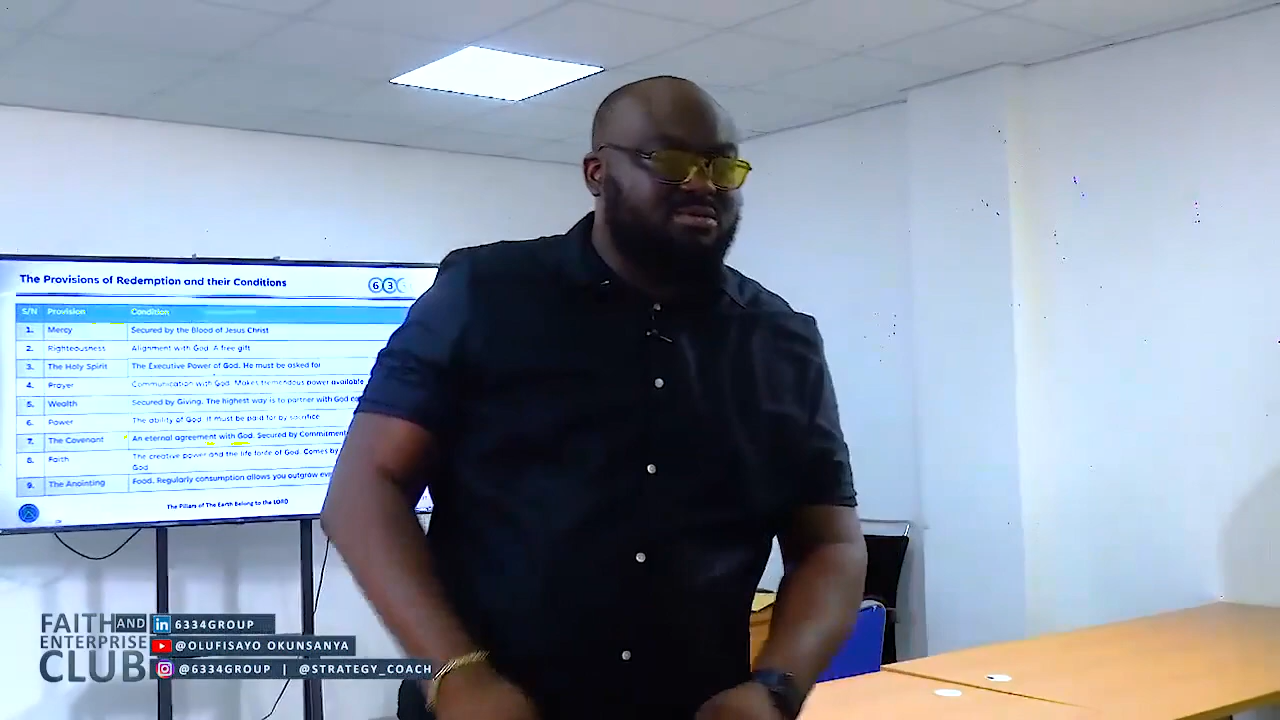 The Provisions of Redemption and their Conditions
6 3
S/N Provision Condition
1. Mercy Secured by the Blood of Jesus Christ
2. Righteousness Alignment with God. A free gift
3. The Holy Spirit The Executive Power of God. He must be asked for
4. Prayer Communication with God. Makes tremendous power available
5. Wealth Secured by Giving. The highest way is to partner with God
6. Power The ability of God. It must be paid for by sacrifice
7. The Covenant An eternal agreement with God. Secured by Commitment
8. Faith The creative power and the life force of God. Comes by
God
9. The Anointing Food. Regularly consumption allows you outgrow
The Pillars of The Earth Belong to the LORD
FAITH AND
ENTERPRISE
CLUB
in 6334GROUP
@OLUFISAYO OKUNSANYA
@6334GROUP | @STRATEGY_COACH